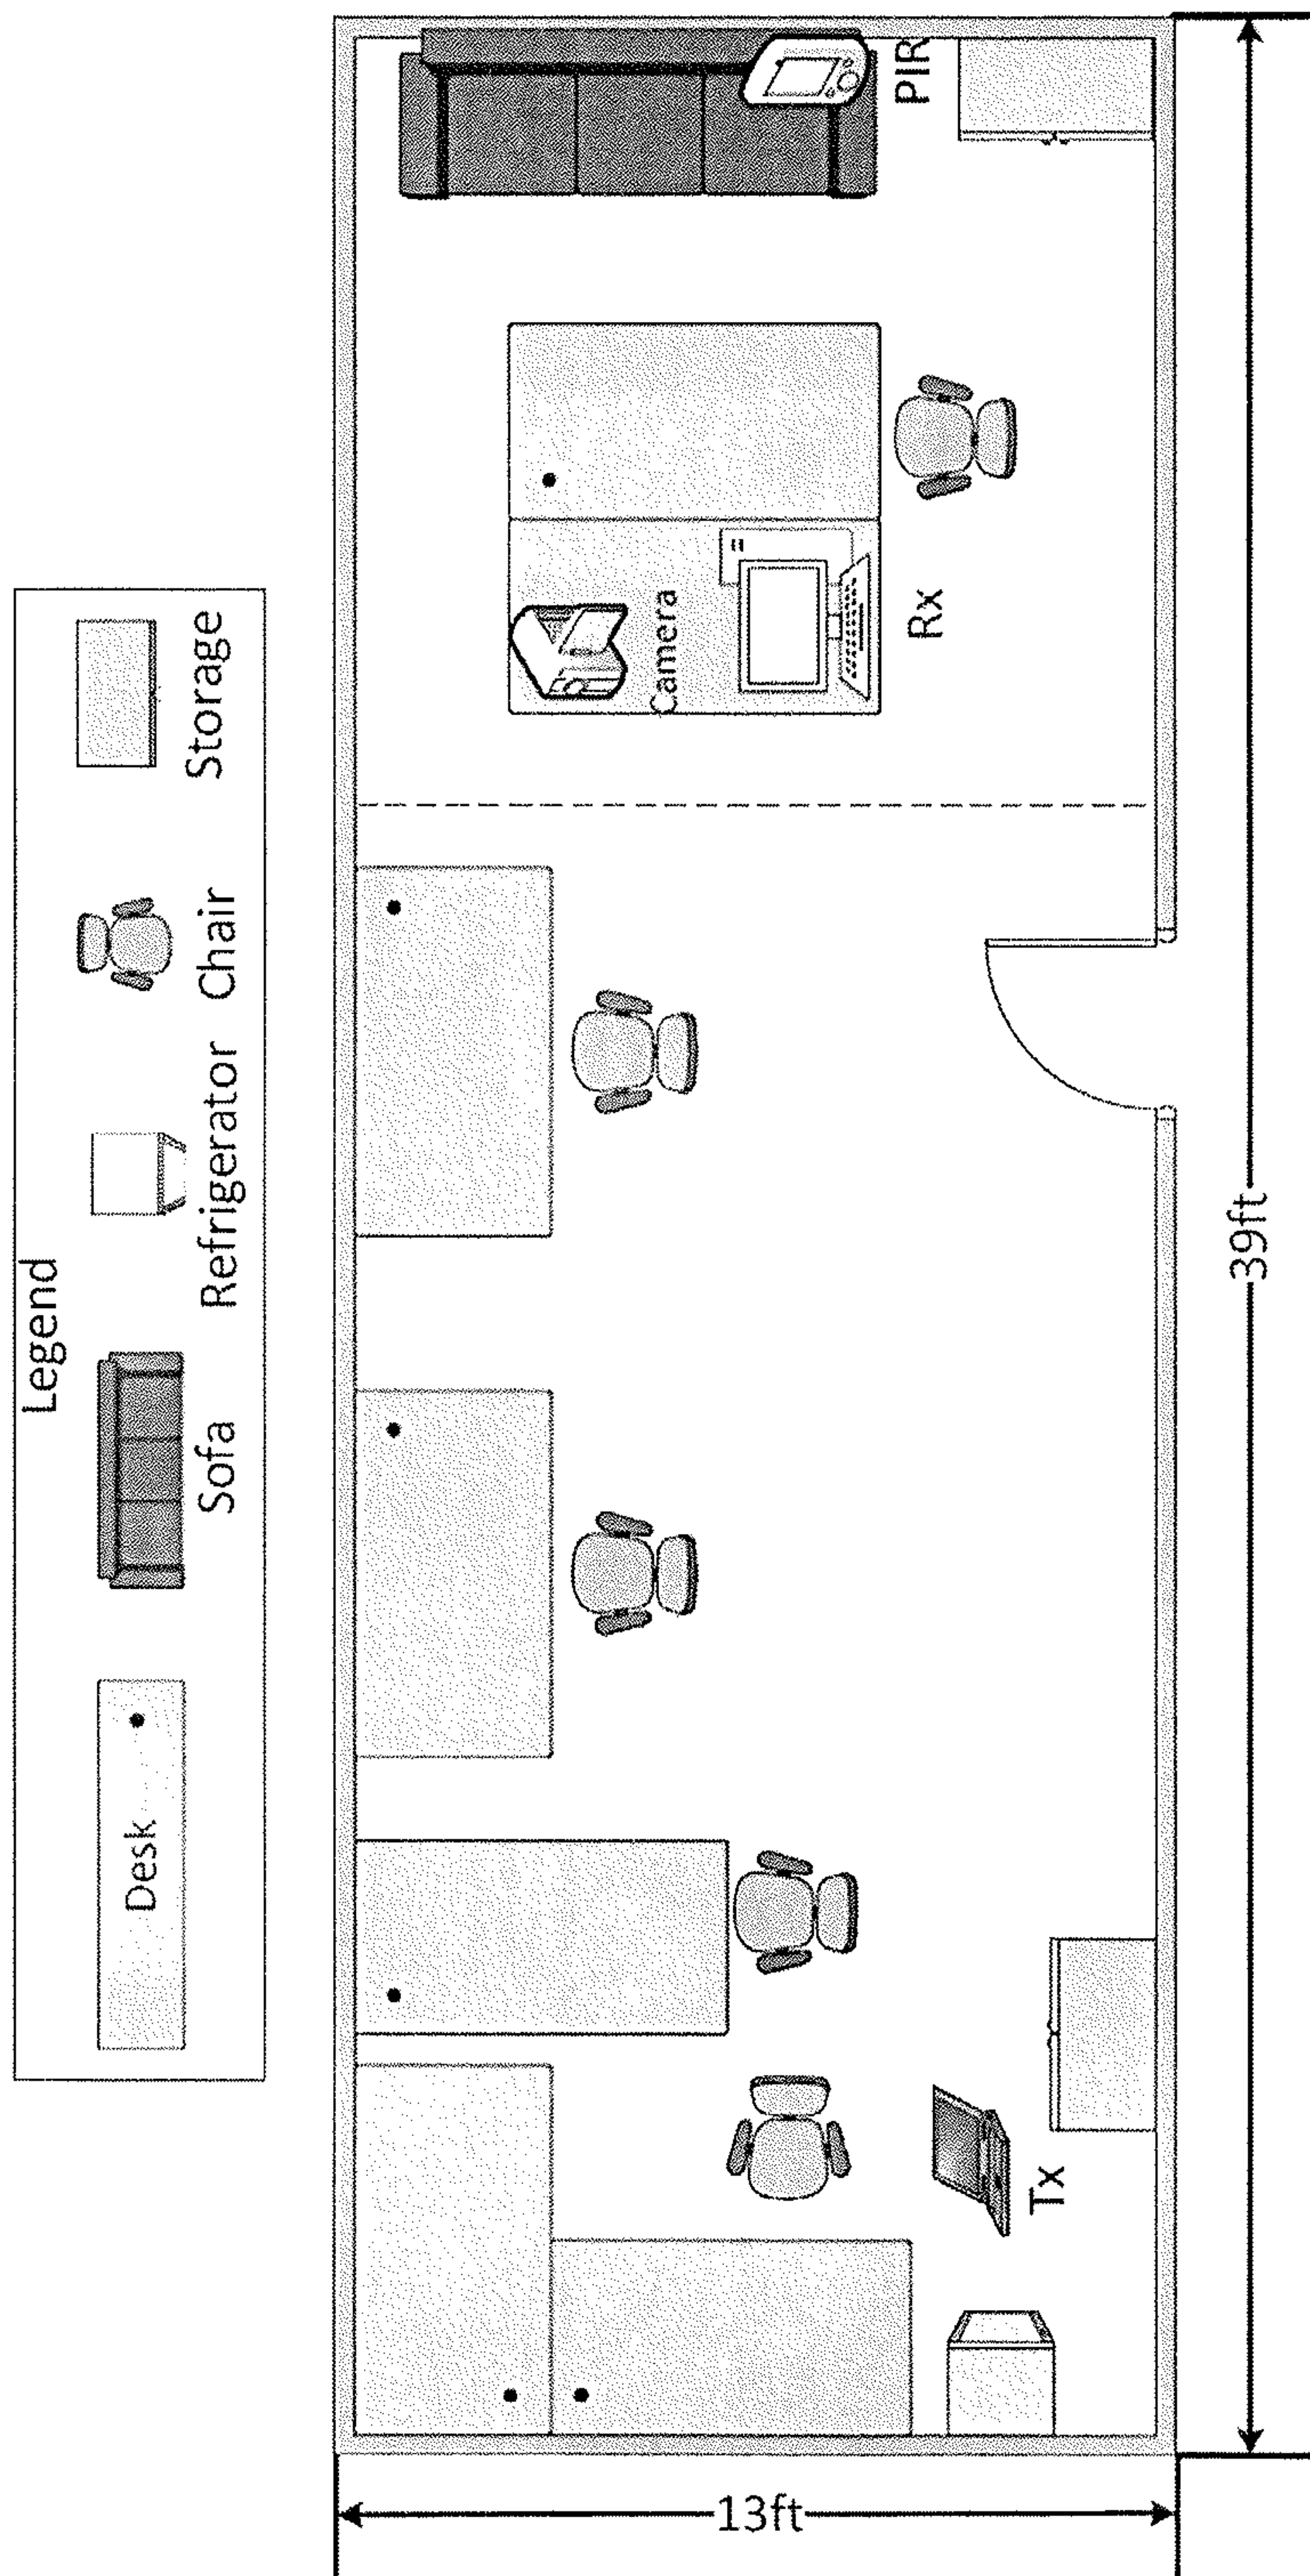 Legend
Desk
Sofa
Refrigerator
Chair
Storage
13ft
39ft
Tx
Camera
Rx
PIR